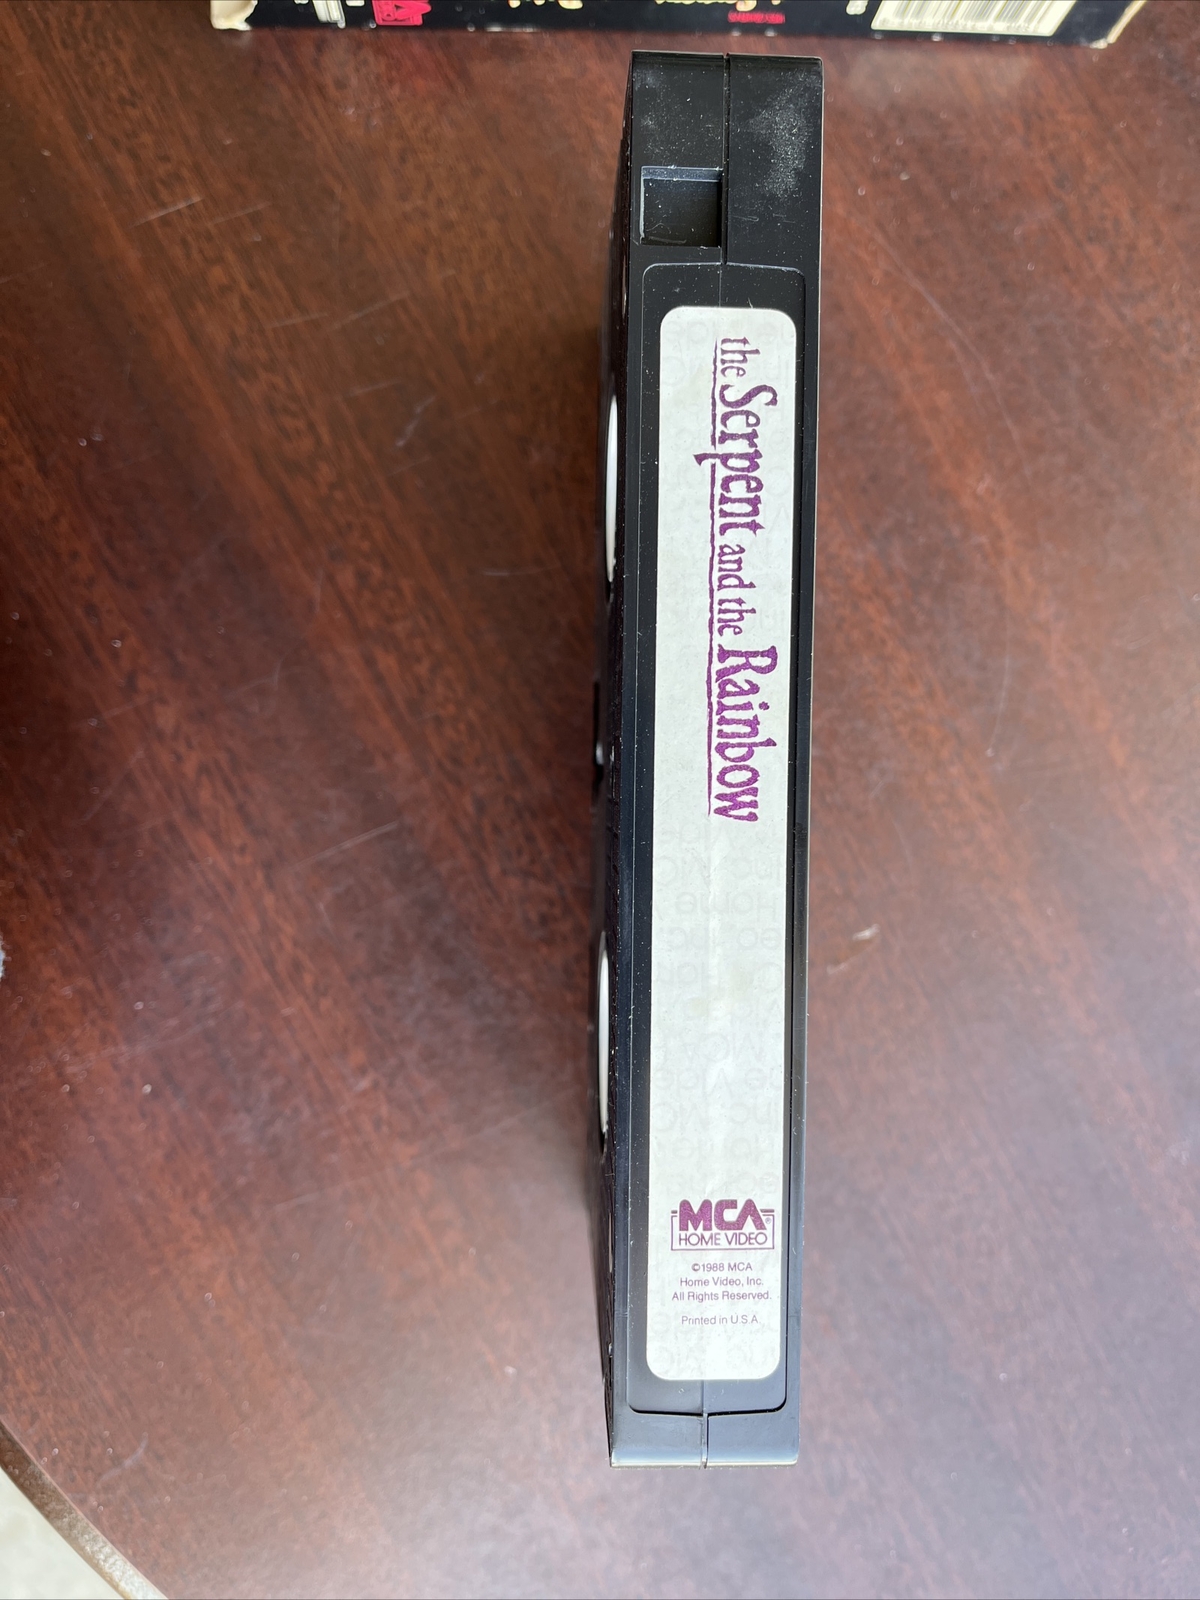 the Serpent and the Rainbow
MCA®
HOME VIDEO
©1988 MCA
Home Video, Inc.
All Rights Reserved.
Printed in U.S.A